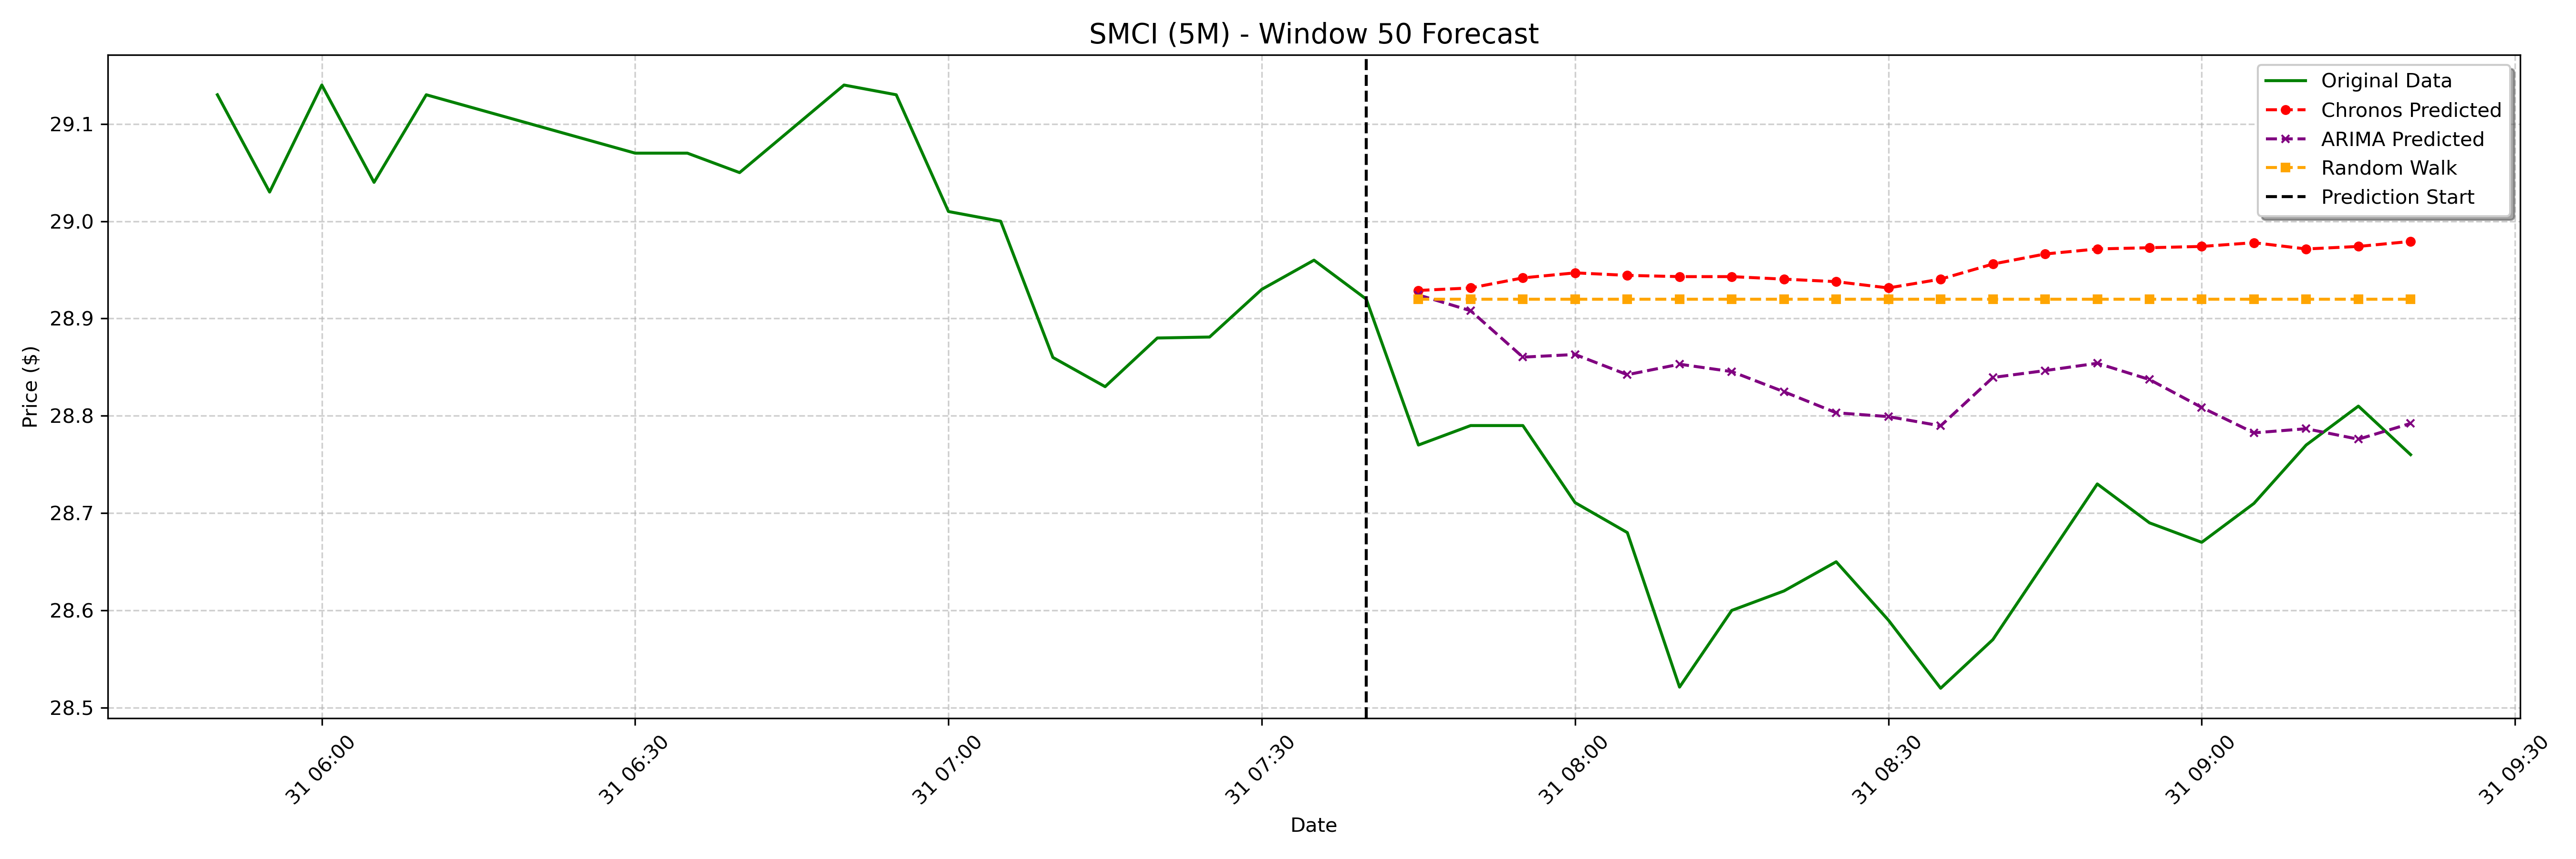 SMCI (5M) - Window 50 Forecast
Original Data
Chronos Predicted
ARIMA Predicted
Random Walk
Prediction Start
Price ($)
29.1
29.0
28.9
28.8
28.7
28.6
28.5
31 06:00
31 06:30
31 07:00
31 07:30
31 08:00
31 08:30
31 09:00
31 09:30
Date